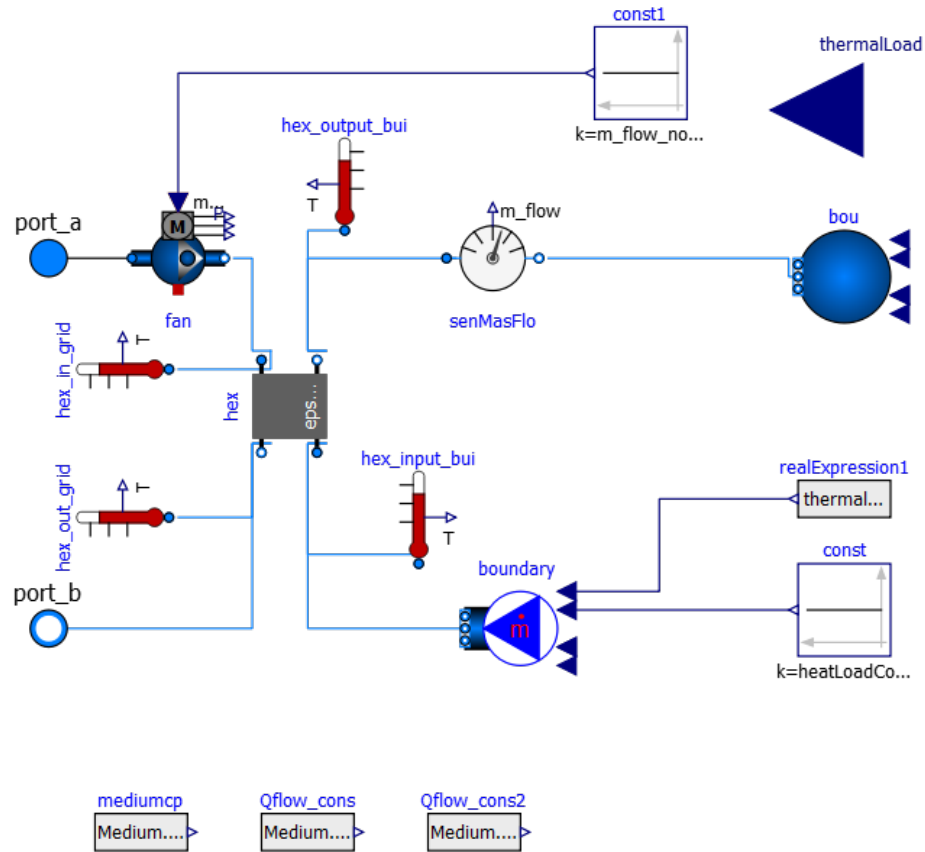 const1
thermalLoad
k=m_flow_no...
hex_output_bui
T
m...
P
M
port_a
m_flow
bou
fan
senMasFlo
hex_in_grid
T
hex
eps...
hex_input_bui
T
realExpression1
thermal...
hex_out_grid
T
const
boundary
port_b
ṁ
k=heatLoadCo...
mediumcp
Qflow_cons
Qflow_cons2
Medium....
Medium....
Medium....